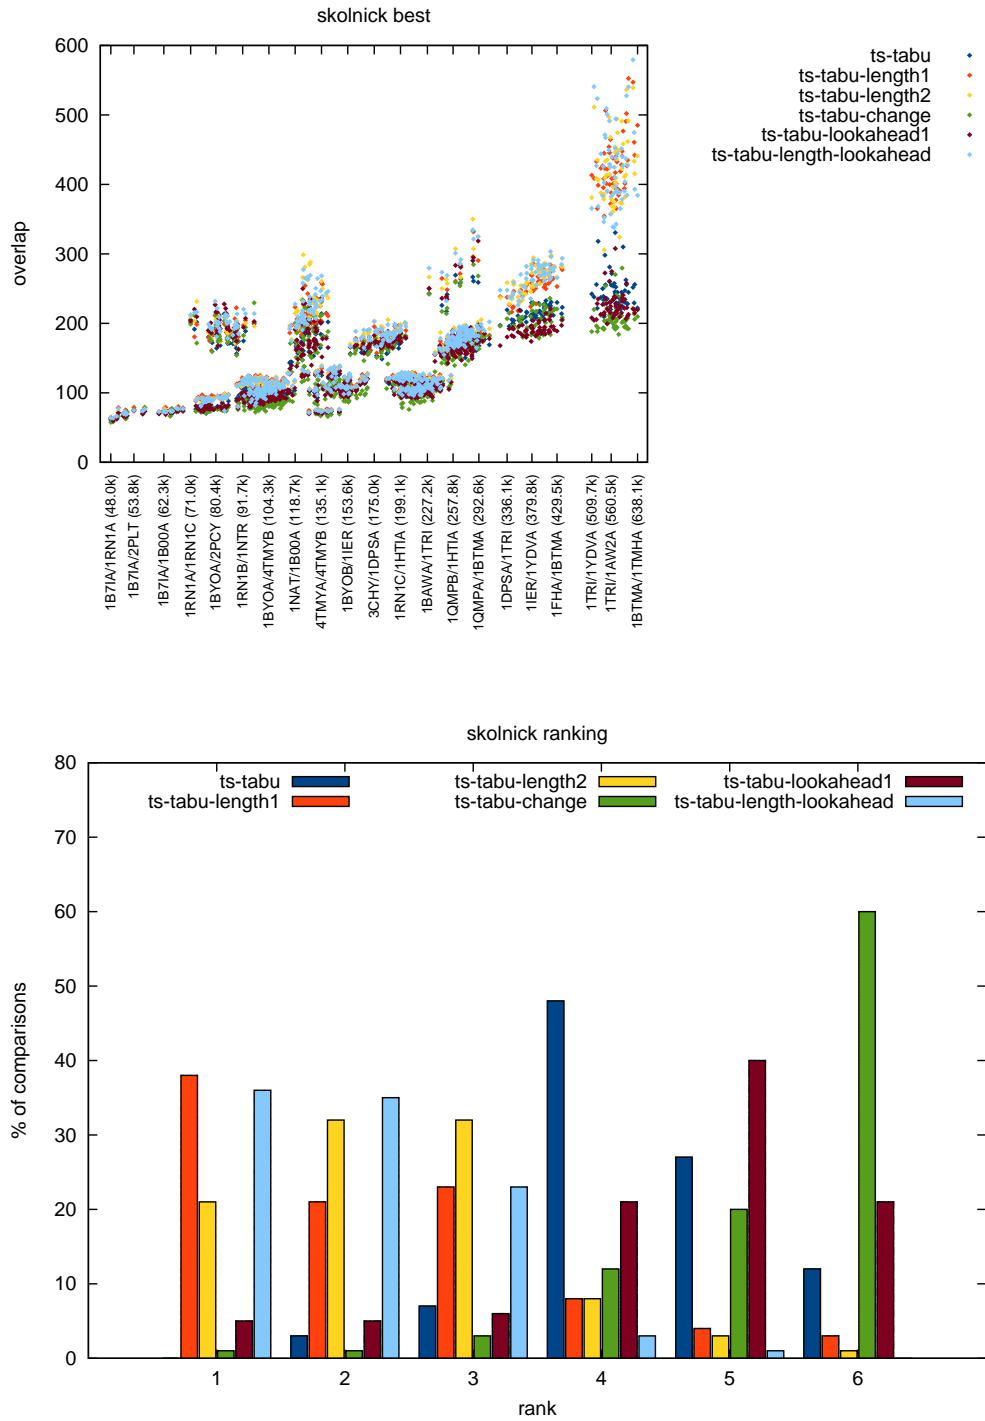 skolnick best
600
500
400
300
200
100
0
overlap
ts-tabu
ts-tabu-length1
ts-tabu-length2
ts-tabu-change
ts-tabu-lookahead1
ts-tabu-length-lookahead
1B7IA/1RN1A (48.0k)
1B7IA/2PLT (53.8k)
1B7IA/1B00A (62.3k)
1RN1A/1RN1C (71.0k)
1BYOA/2PCY (80.4k)
1RN1B/1NTR (91.7k)
1BYOA/4TMYB (104.3k)
1NAT/1B00A (118.7k)
4TMYA/4TMYB (135.1k)
1BYOB/1IER (153.6k)
3CHY/1DPSA (175.0k)
1RN1C/1HTIA (199.1k)
1BAWA/1TRI (227.2k)
1QMPB/1HTIA (257.8k)
1QMPA/1BTMA (292.6k)
1DPSA/1TRI (336.1k)
1IER/1YDVA (379.8k)
1FHA/1BTMA (429.5k)
1TRI/1YDVA (509.7k)
1TRI/1AW2A (560.5k)
1BTMA/1TMHA (638.1k)
skolnick ranking
80
70
60
50
40
30
20
10
0
% of comparisons
ts-tabu
ts-tabu-length1
ts-tabu-length2
ts-tabu-change
ts-tabu-lookahead1
ts-tabu-length-lookahead
1 2 3 4 5 6
rank